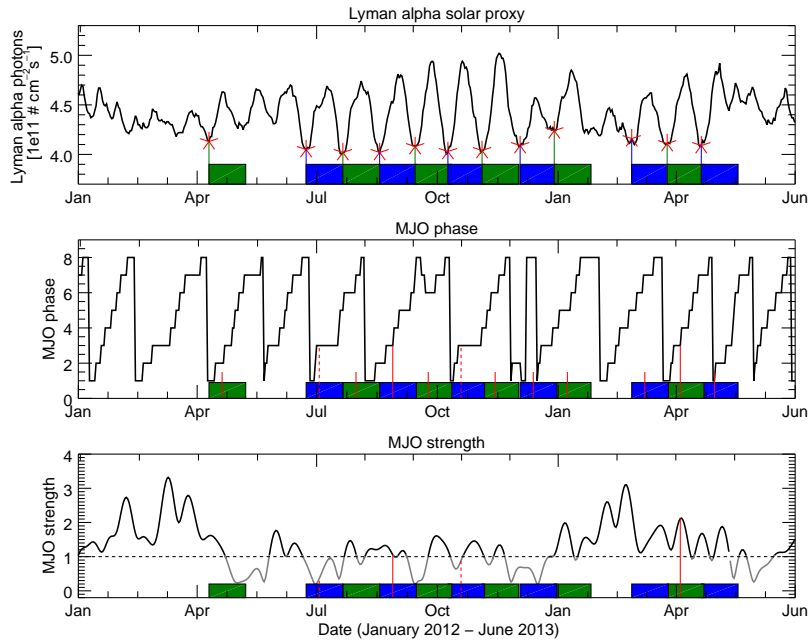 Lyman alpha solar proxy
Lyman alpha photons
[1e11 # cm⁻²s⁻¹]
5.0
4.5
4.0
Jan Apr Jul Oct Jan Apr Jun
MJO phase
MJO phase
8
6
4
2
0
Jan Apr Jul Oct Jan Apr Jun
MJO strength
MJO strength
4
3
2
1
0
Jan Apr Jul Oct Jan Apr Jun
Date (January 2012 − June 2013)